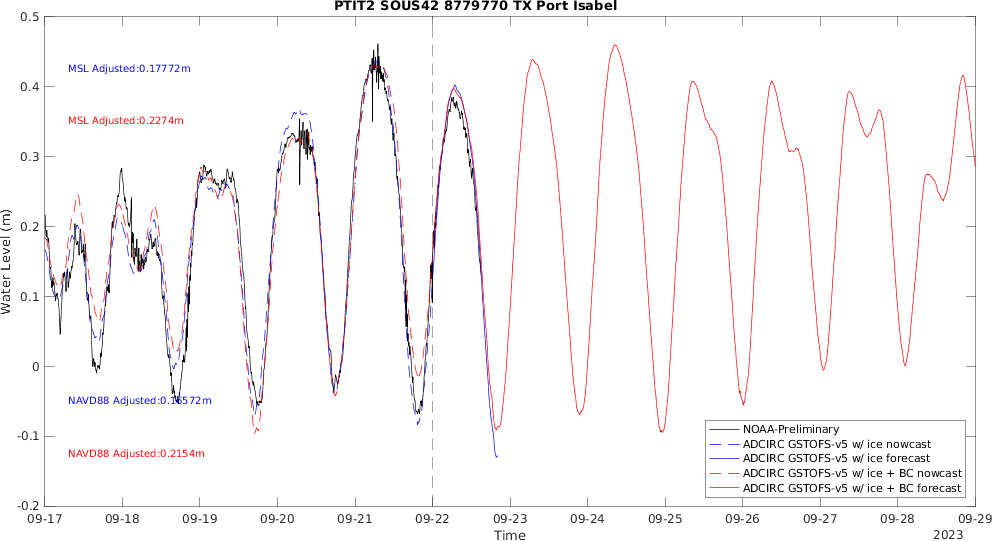 PTIT2 SOUS42 8779770 TX Port Isabel
0.5
0.4
0.3
0.2
0.1
0
-0.1
-0.2
Water Level (m)
MSL Adjusted:0.17772m
MSL Adjusted:0.2274m
NAVD88 Adjusted:0.16572m
NAVD88 Adjusted:0.2154m
NOAA-Preliminary
ADCIRC GSTOFS-v5 w/ ice nowcast
ADCIRC GSTOFS-v5 w/ ice forecast
ADCIRC GSTOFS-v5 w/ ice + BC nowcast
ADCIRC GSTOFS-v5 w/ ice + BC forecast
09-17 09-18 09-19 09-20 09-21 09-22 09-23 09-24 09-25 09-26 09-27 09-28 09-29
Time
2023